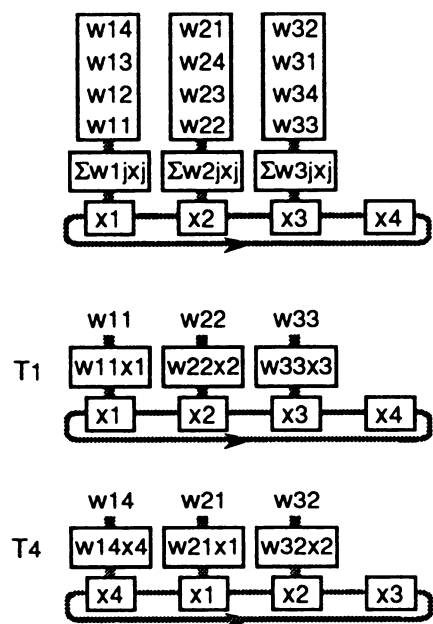 w14 w21 w32
w13 w24 w31
w12 w23 w34
w11 w22 w33
Σw1jxj Σw2jxj Σw3jxj
x1 x2 x3 x4
w11 w22 w33
T1 w11x1 w22x2 w33x3
x1 x2 x3 x4
w14 w21 w32
T4 w14x4 w21x1 w32x2
x4 x1 x2 x3